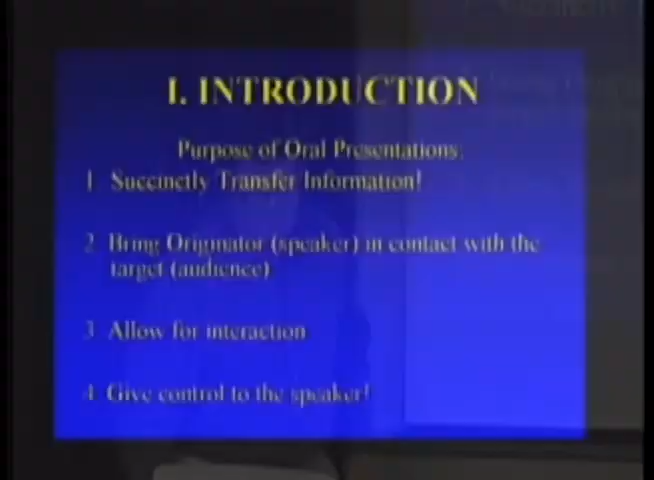 I. INTRODUCTION
Purpose of Oral Presentations:
1 Succinctly Transfer Information!
2 Bring Originator (speaker) in contact with the
target (audience)
3 Allow for interaction
4 Give control to the speaker!